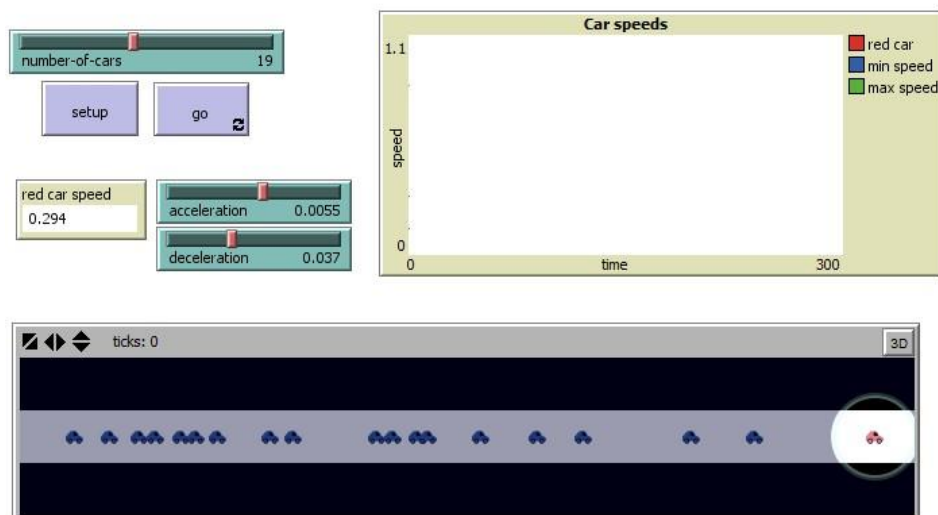 number-of-cars 19
setup
go
red car speed
0.294
acceleration 0.0055
deceleration 0.037
Car speeds
1.1
speed
0
0
time
300
red car
min speed
max speed
ticks: 0
3D